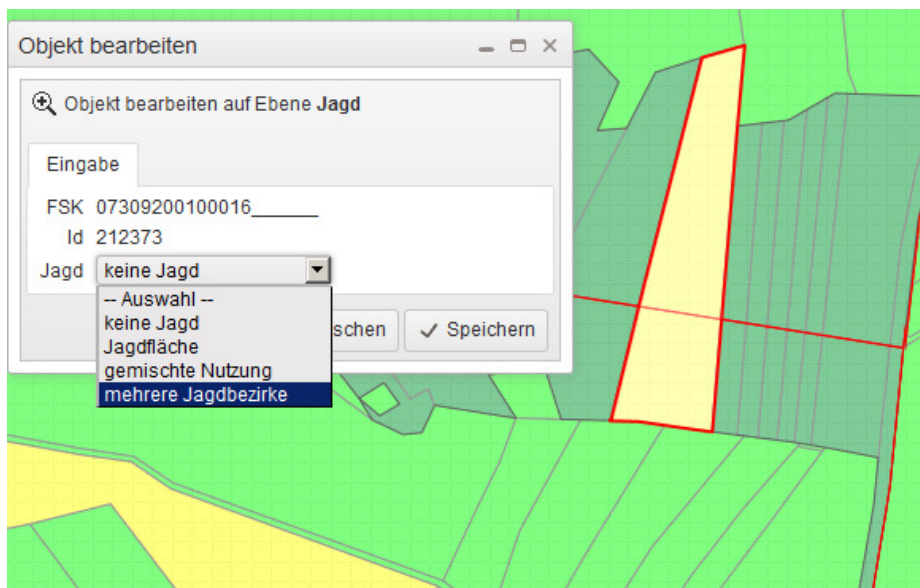 Objekt bearbeiten
Objekt bearbeiten auf Ebene Jagd
Eingabe
FSK 07309200100016______
Id 212373
Jagd keine Jagd
-- Auswahl --
keine Jagd
Jagdfläche
gemischte Nutzung
mehrere Jagdbezirke
Speichern